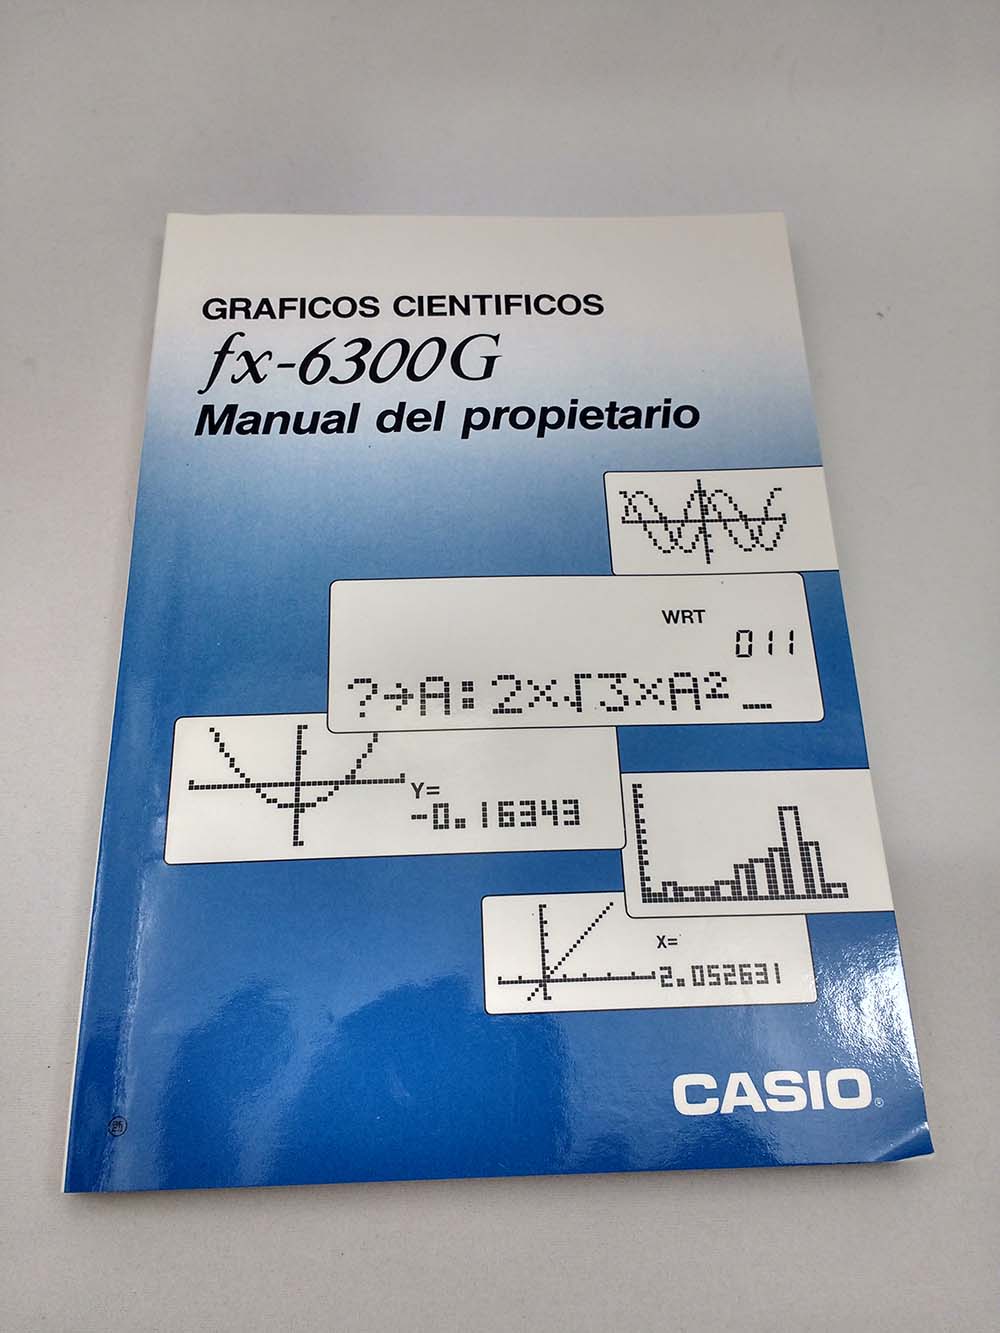 GRAFICOS CIENTIFICOS
fx-6300G
Manual del propietario
WRT
011
?→A:2×√3×A²_
Y=
-0.16343
X=
2.052631
CASIO®